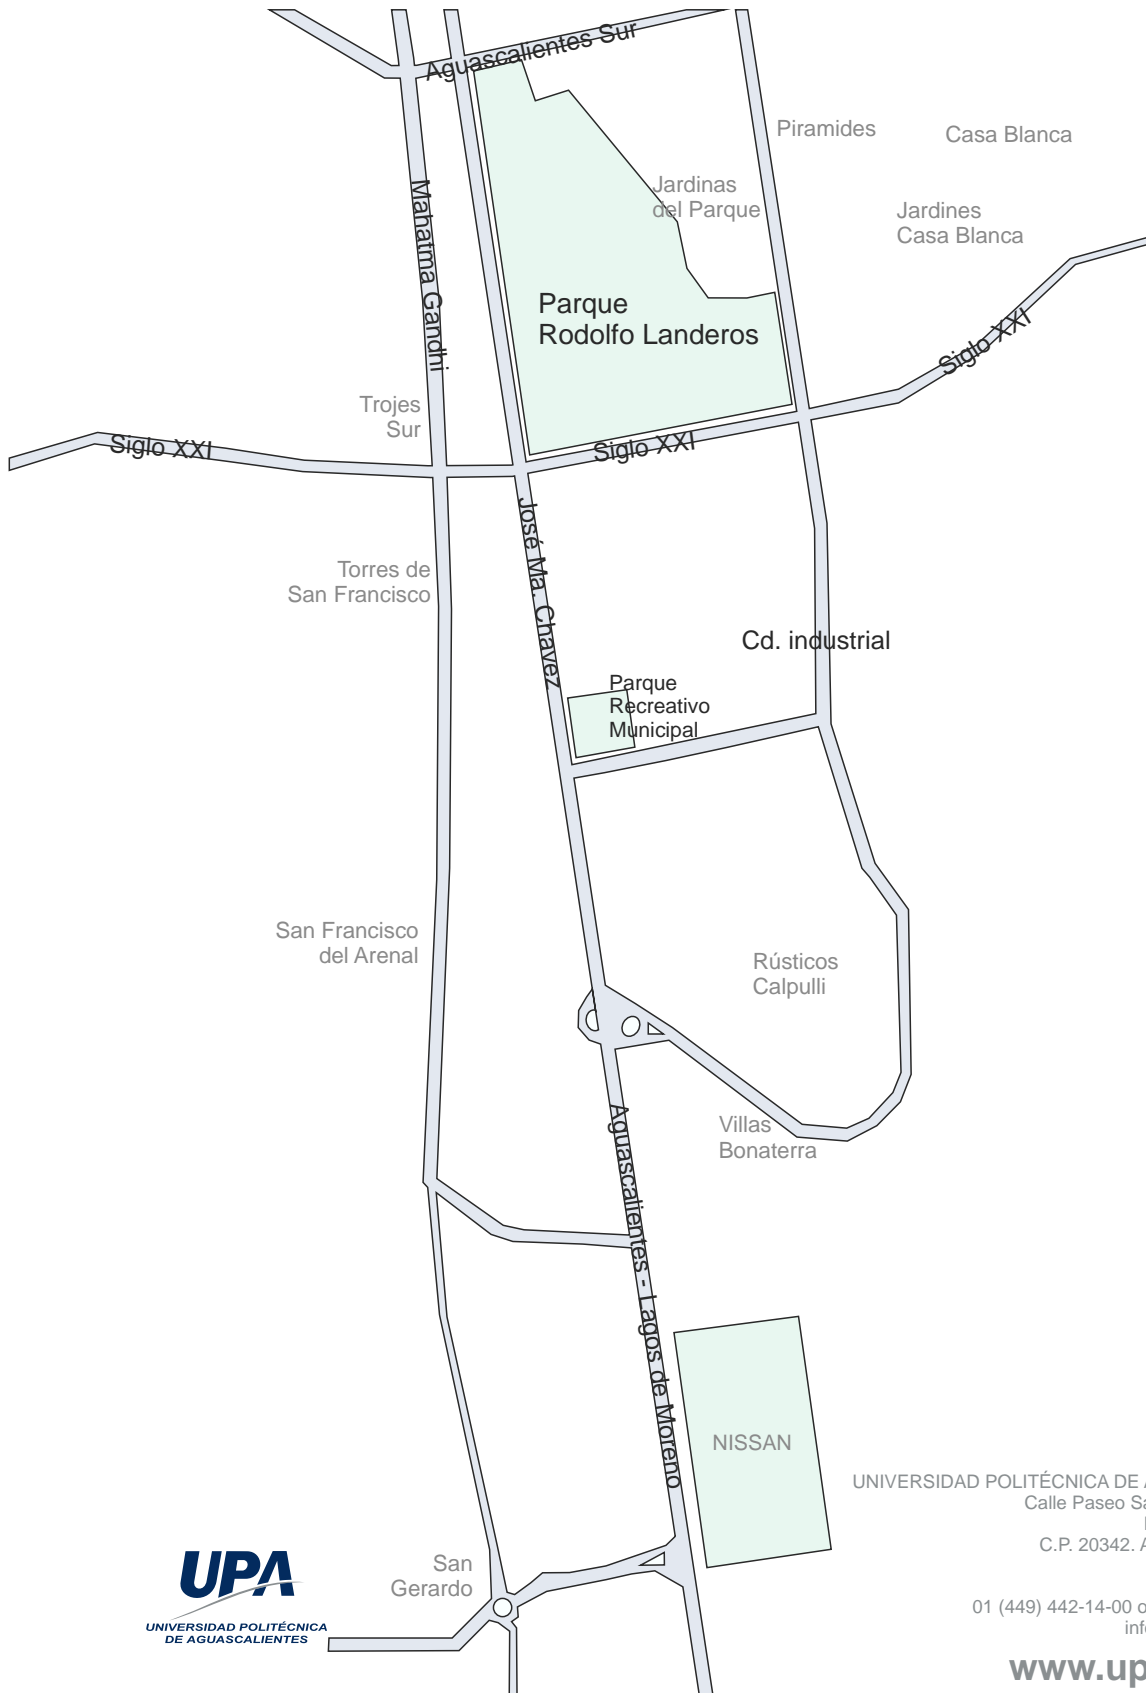 Aguascalientes Sur
Piramides
Casa Blanca
Mahatma Gandhi
Jardinas
del Parque
Jardines
Casa Blanca
Parque
Rodolfo Landeros
Siglo XXI
Trojes
Sur
Siglo XXI
Siglo XXI
José Ma. Chavez
Torres de
San Francisco
Cd. industrial
Parque
Recreativo
Municipal
San Francisco
del Arenal
Rústicos
Calpulli
Aguascalientes - Lagos de Moreno
Villas
Bonaterra
NISSAN
UNIVERSIDAD POLITÉCNICA DE
Calle Paseo
C.P. 20342.
San
Gerardo
UPA
UNIVERSIDAD POLITÉCNICA
DE AGUASCALIENTES
01 (449) 442-14-00
www.up